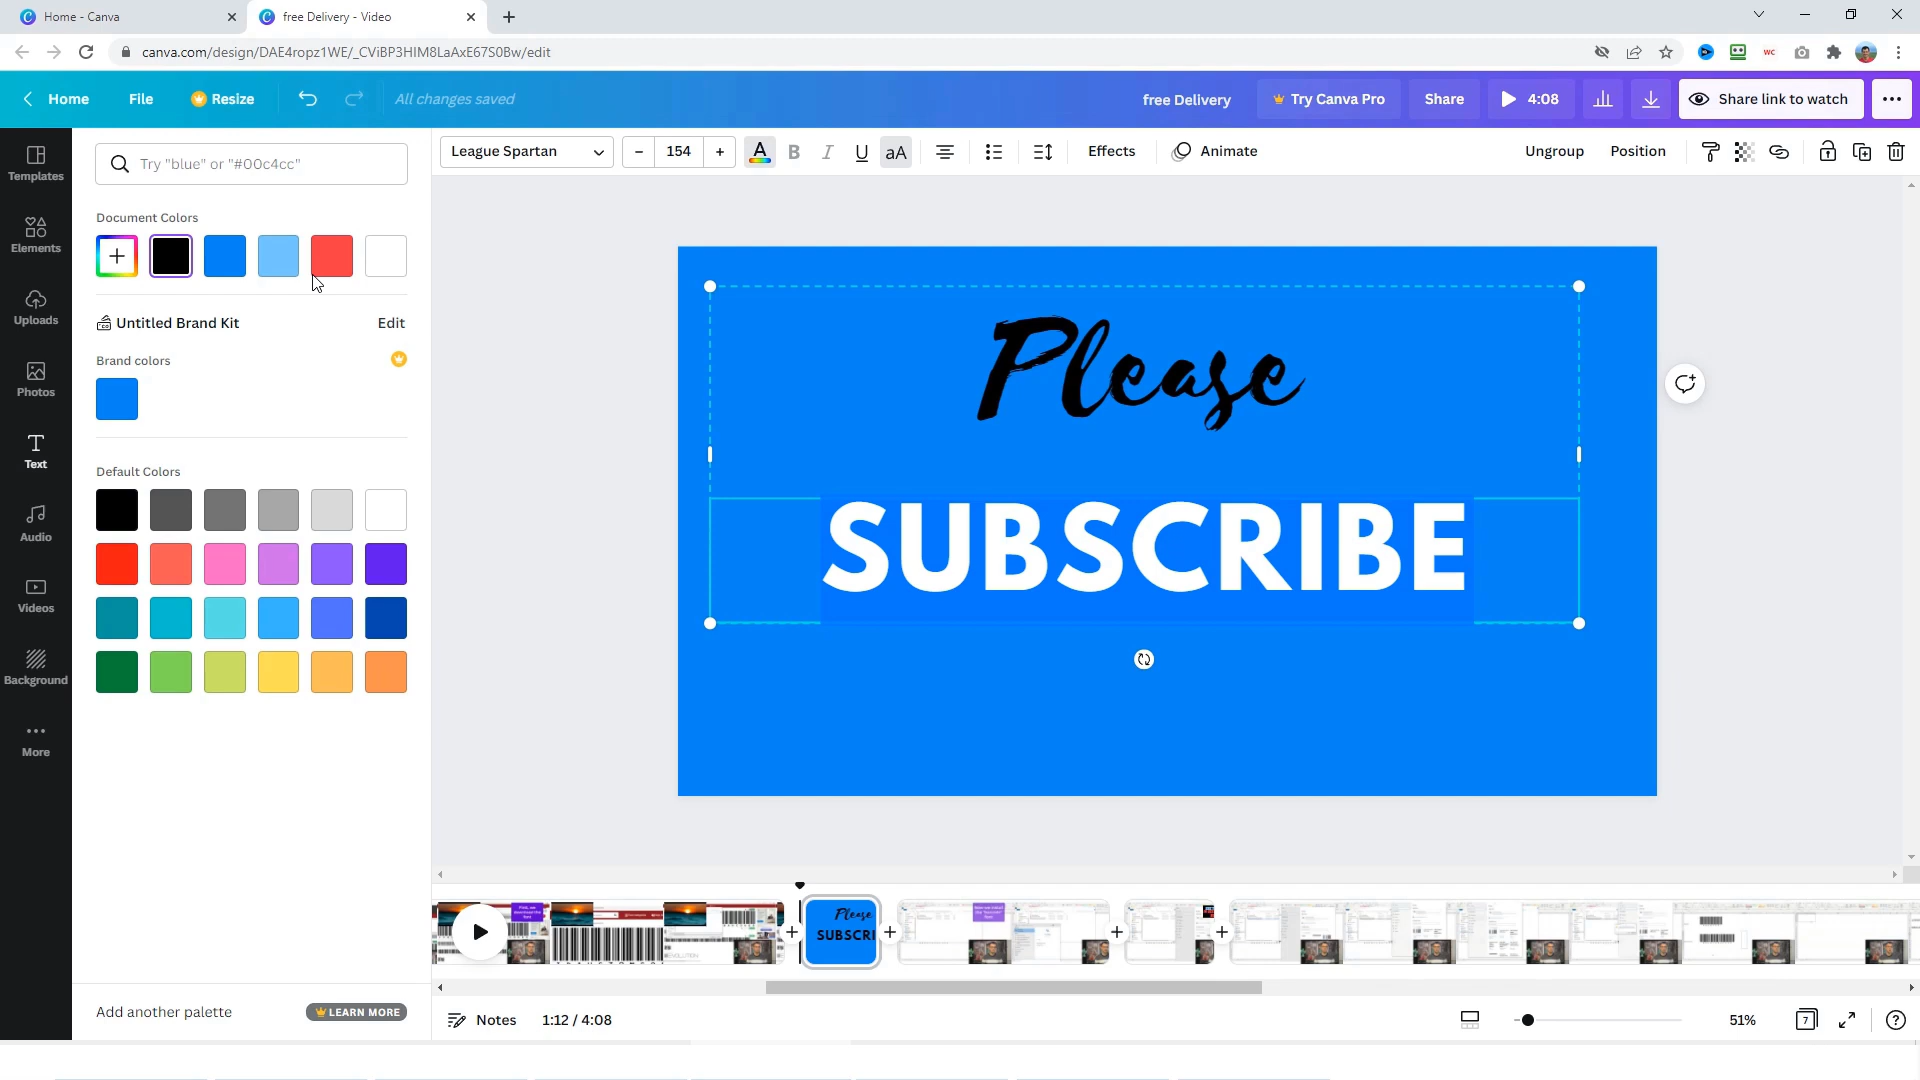 Home - Canva
free Delivery - Video
canva.com/design/DAE4ropz1WE/_CViBP3HIM8LaAxE67S0Bw/edit
Home
File
Resize
All changes saved
free Delivery
Try Canva Pro
Share
4:08
Share link to watch
Templates
Elements
Uploads
Photos
Text
Audio
Videos
Background
More
Try "blue" or "#00c4cc"
Document Colors
Untitled Brand Kit
Edit
Brand colors
Default Colors
Add another palette
LEARN MORE
League Spartan
- 154 +
A B I U aA
Effects
Animate
Ungroup
Position
Please
SUBSCRIBE
Please
SUBSCRI
Notes
1:12 / 4:08
51%
7